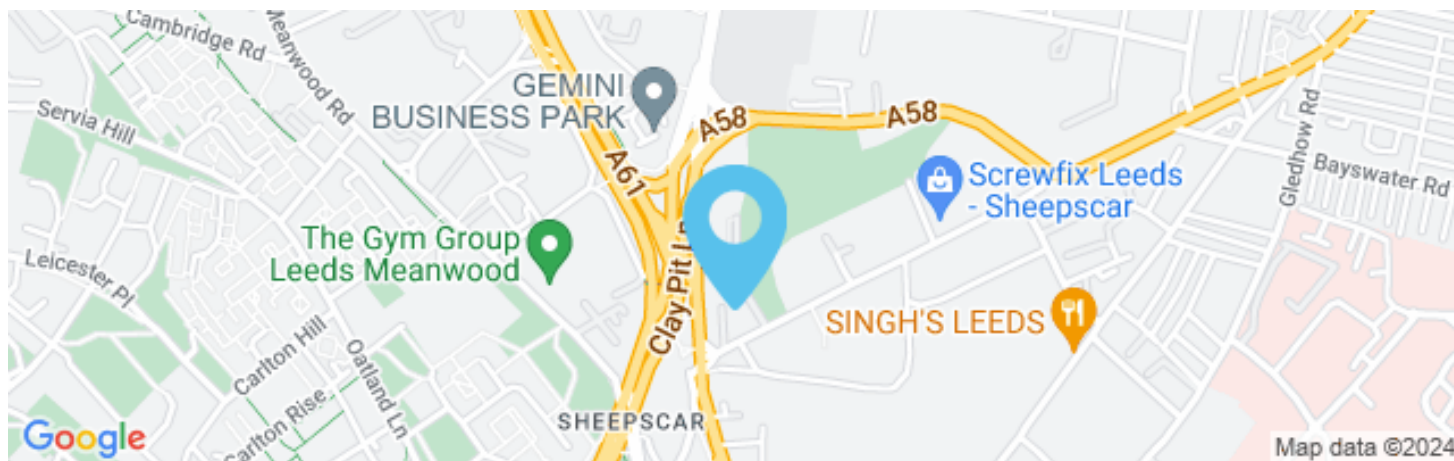 Cambridge Rd
Meanwood Rd
GEMINI
BUSINESS PARK
A58
A58
Gledhow Rd
Servia Hill
A61
Bayswater Rd
Screwfix Leeds
- Sheepscar
The Gym Group
Leeds Meanwood
Leicester Pl
Clay Pit
SINGH'S LEEDS
Carlton Hill
Oatland Ln
Carlton Rise
SHEEPSCAR
Google
Map data ©2024